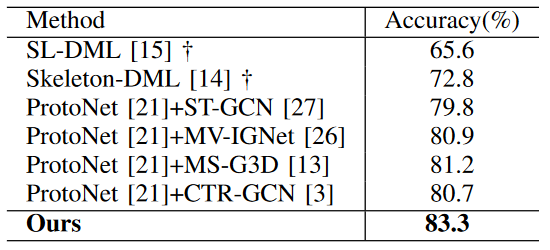 Method Accuracy(%)
SL-DML [15] † 65.6
Skeleton-DML [14] † 72.8
ProtoNet [21]+ST-GCN [27] 79.8
ProtoNet [21]+MV-IGNet [26] 80.9
ProtoNet [21]+MS-G3D [13] 81.2
ProtoNet [21]+CTR-GCN [3] 80.7
Ours 83.3